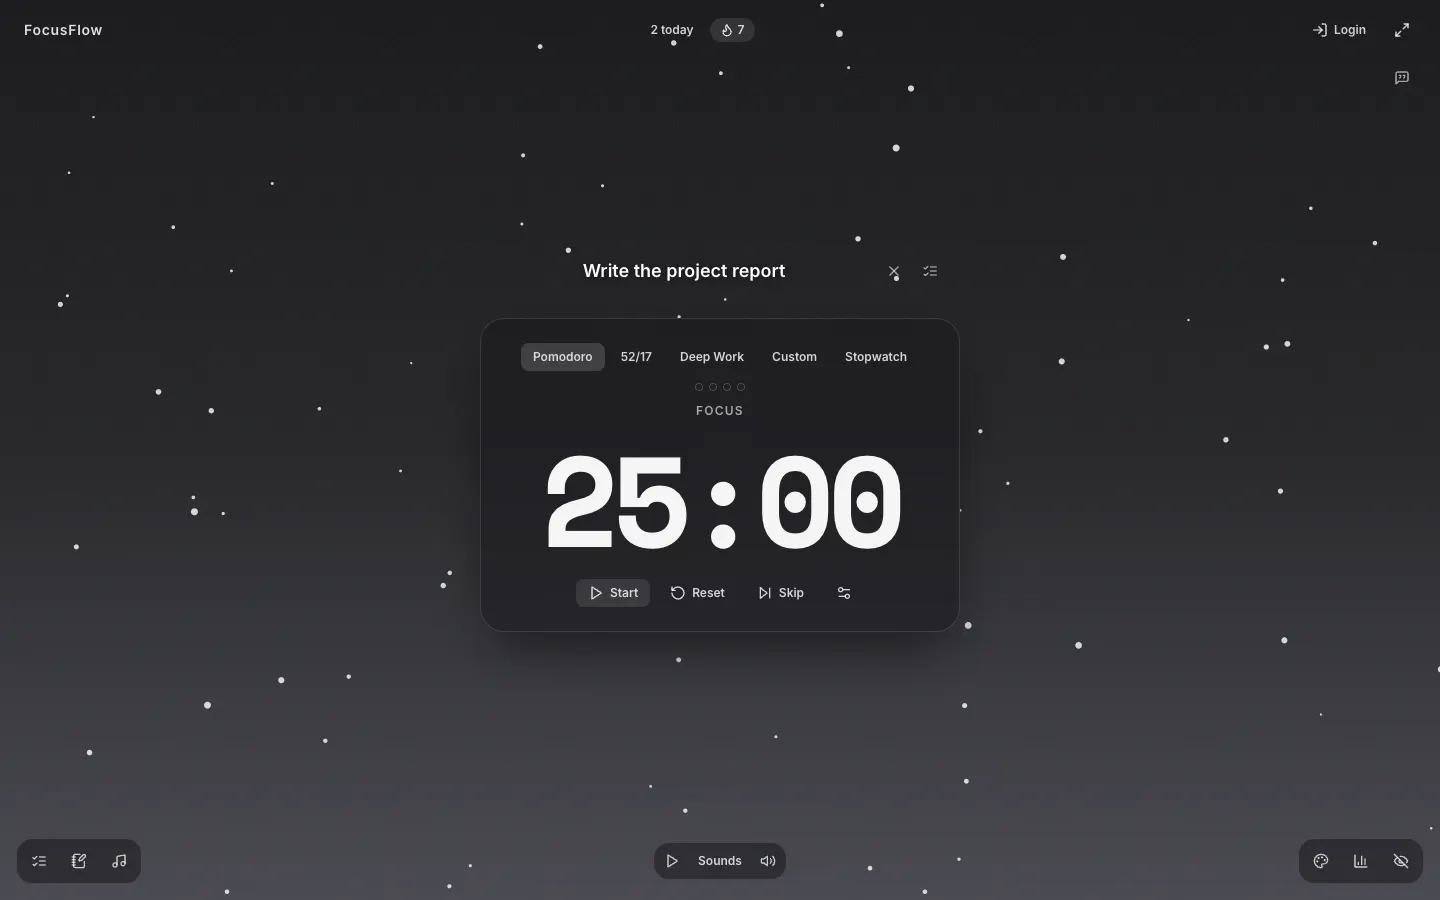 FocusFlow
2 today
7
Login
Write the project report
Pomodoro 52/17 Deep Work Custom Stopwatch
FOCUS
25:00
Start Reset Skip
Sounds